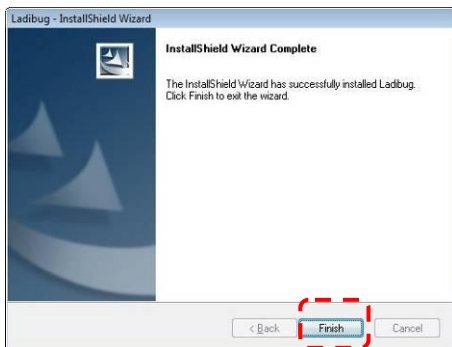 Ladibug - InstallShield Wizard
InstallShield Wizard Complete
The InstallShield Wizard has successfully installed Ladibug.
Click Finish to exit the wizard.
< Back Finish Cancel